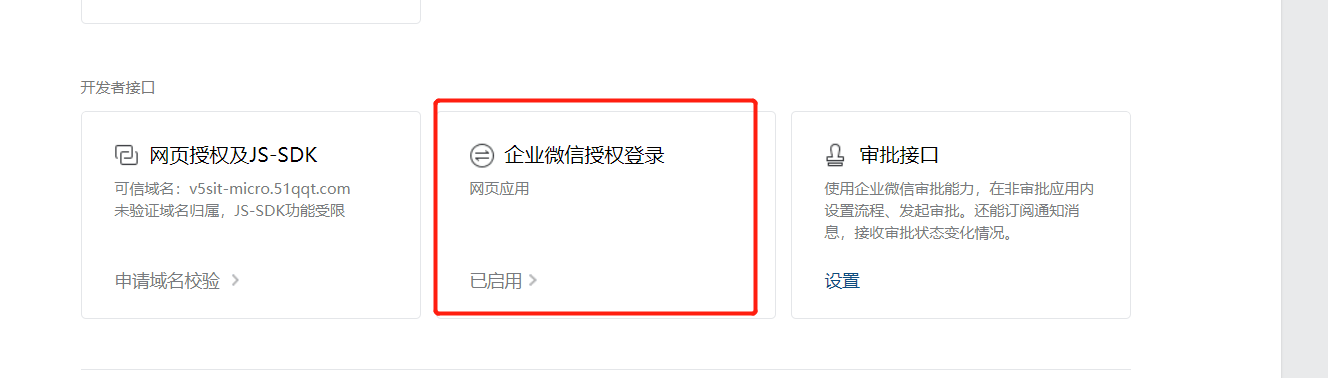 开发者接口
网页授权及JS-SDK
可信域名：v5sit-micro.51qqt.com
未验证域名归属，JS-SDK功能受限
申请域名校验
企业微信授权登录
网页应用
已启用
审批接口
使用企业微信审批能力，在非审批应用内
设置流程、发起审批。还能订阅通知消
息，接收审批状态变化情况。
设置